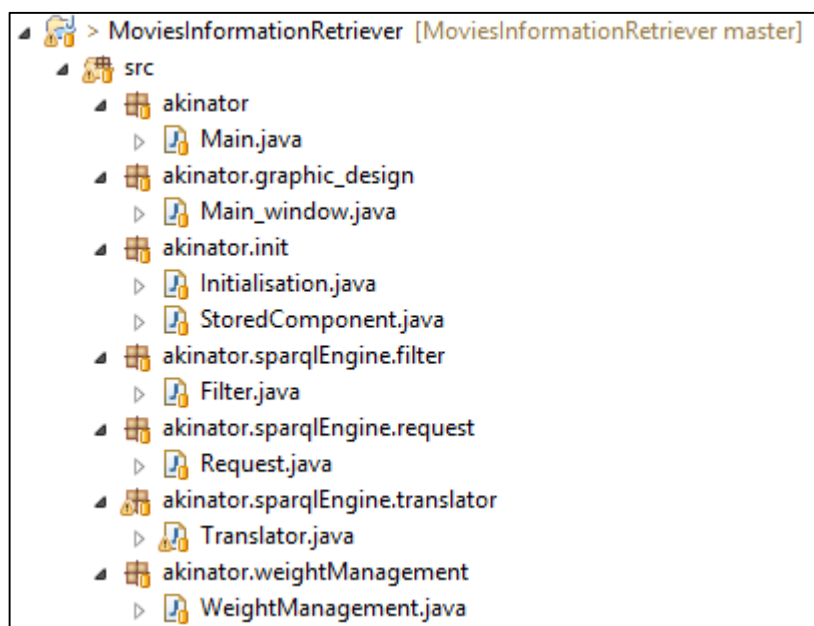 > MoviesInformationRetriever [MoviesInformationRetriever master]
src
akinator
Main.java
akinator.graphic_design
Main_window.java
akinator.init
Initialisation.java
StoredComponent.java
akinator.sparqlEngine.filter
Filter.java
akinator.sparqlEngine.request
Request.java
akinator.sparqlEngine.translator
Translator.java
akinator.weightManagement
WeightManagement.java